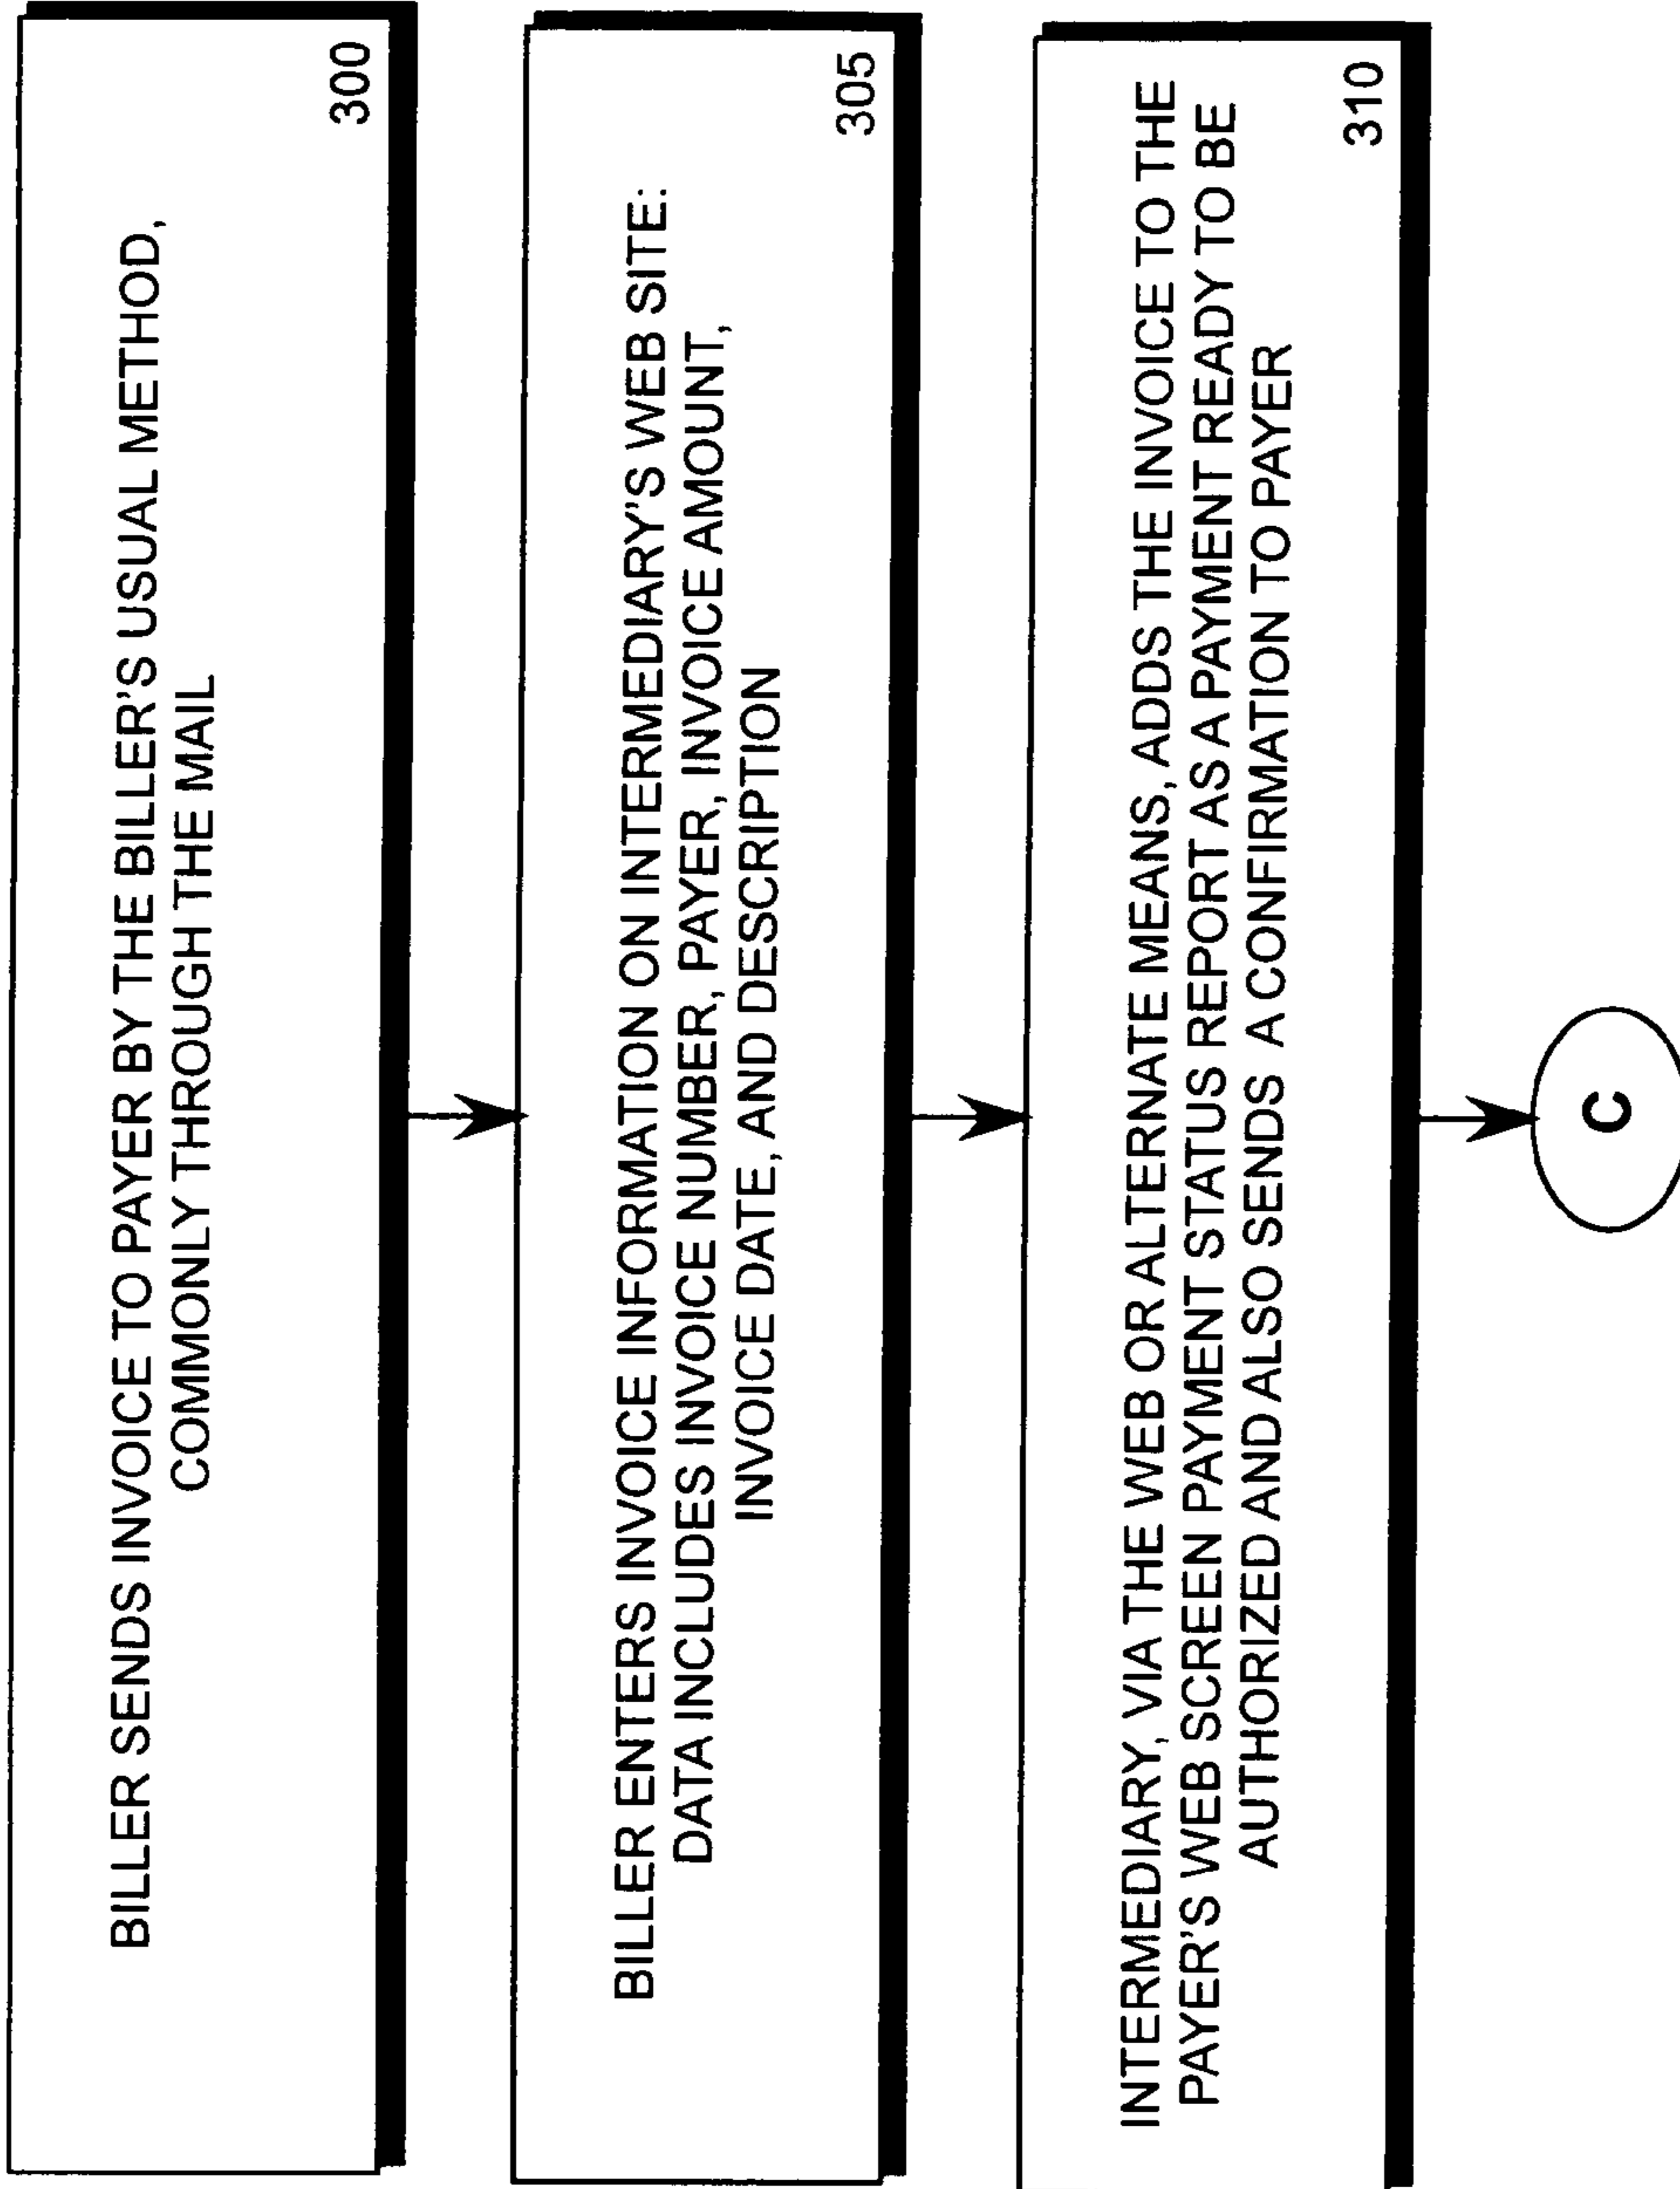 BILLER SENDS INVOICE TO PAYER BY THE BILLER'S USUAL METHOD,
COMMONLY THROUGH THE MAIL
300
BILLER ENTERS INVOICE INFORMATION ON INTERMEDIARY'S WEB SITE:
DATA INCLUDES INVOICE NUMBER, PAYER, INVOICE AMOUNT,
INVOICE DATE, AND DESCRIPTION
305
INTERMEDIARY, VIA THE WEB OR ALTERNATE MEANS, ADDS THE INVOICE TO THE
PAYER'S WEB SCREEN PAYMENT STATUS REPORT AS A PAYMENT READY TO BE
AUTHORIZED AND ALSO SENDS A CONFIRMATION TO PAYER
310
C